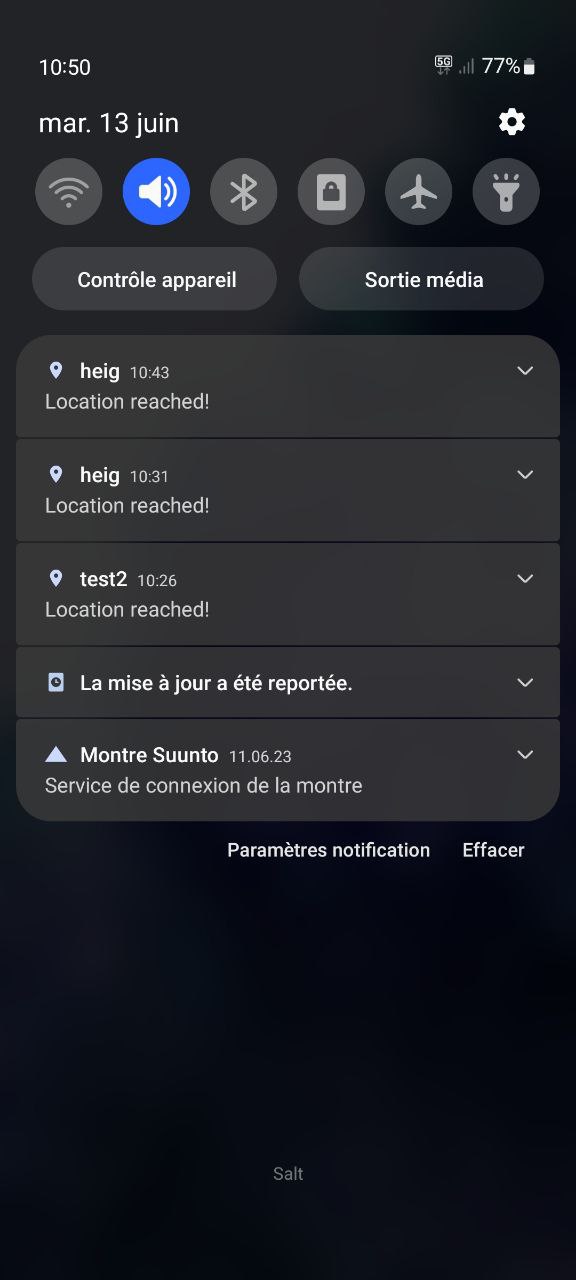 10:50 5G 77%
mar. 13 juin
Contrôle appareil Sortie média
heig 10:43
Location reached!
heig 10:31
Location reached!
test2 10:26
Location reached!
La mise à jour a été reportée.
Montre Suunto 11.06.23
Service de connexion de la montre
Paramètres notification Effacer
Salt